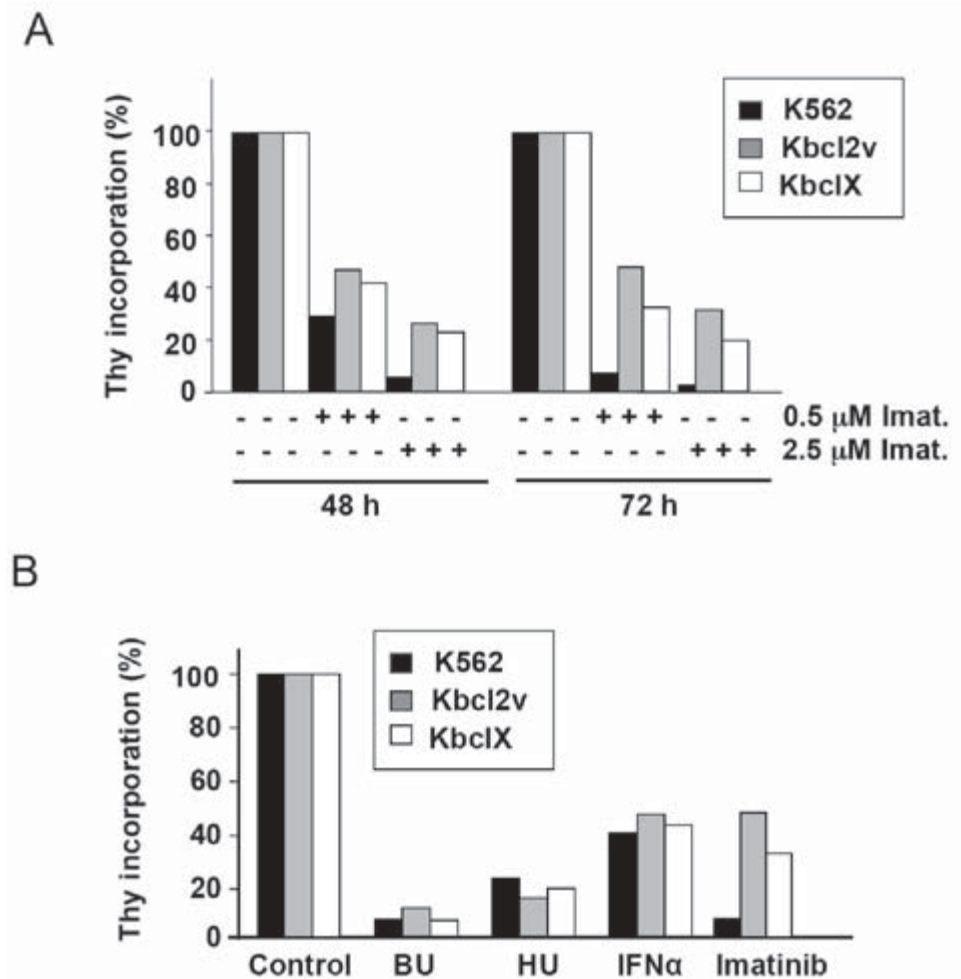 A
Thy incorporation (%)
100
80
60
40
20
0
K562
Kbcl2v
KbclX
- - - + + + - - - - - - + + + - - - 0.5 μM Imat.
- - - - - - + + + - - - - - - + + + 2.5 μM Imat.
48 h 72 h
B
Thy incorporation (%)
100
80
60
40
20
0
K562
Kbcl2v
KbclX
Control BU HU IFNα Imatinib